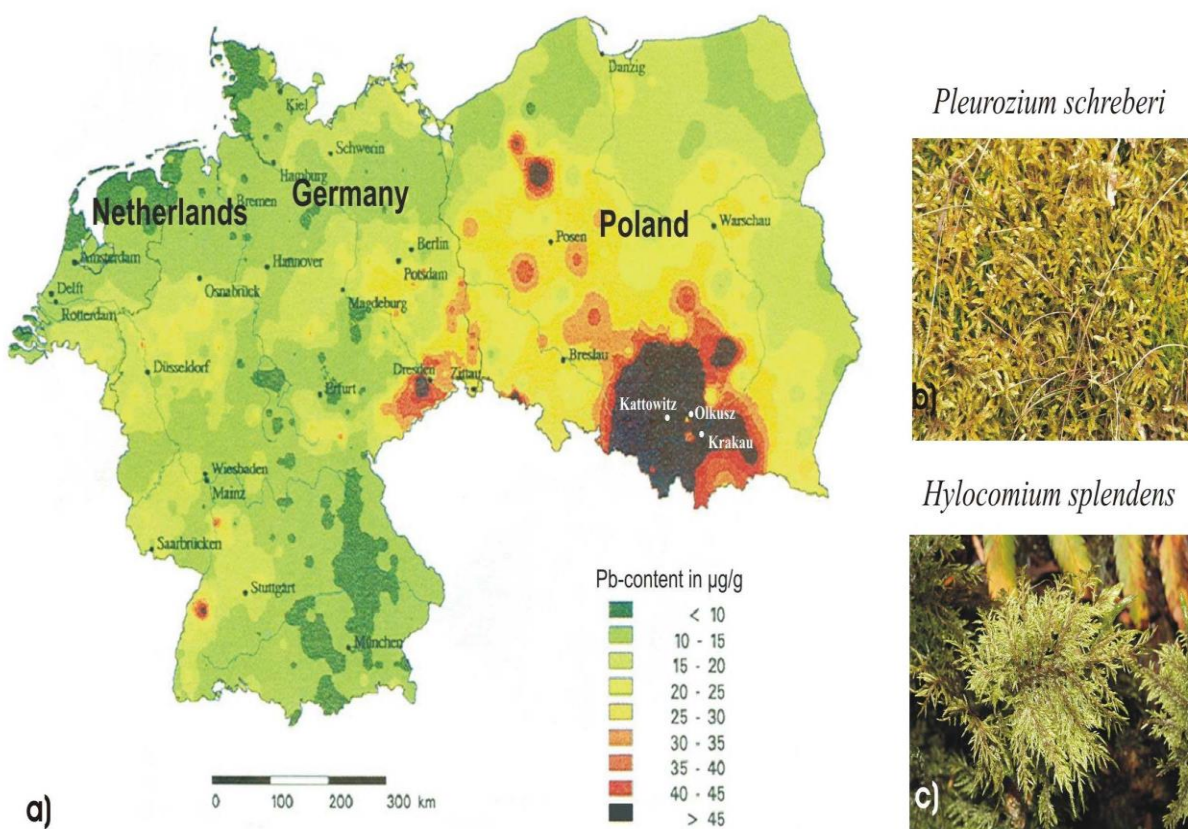 Danzig
Kiel
Schwerin
Hamburg
Bremen
Germany
Netherlands
Poland
Warschau
Amsterdam
Hannover
Berlin
Potsdam
Posen
Osnabrück
Delft
Rotterdam
Magdeburg
Düsseldorf
Erfurt
Dresden
Zittau
Breslau
Kattowitz
Olkusz
Krakau
Wiesbaden
Mainz
Saarbrücken
Stuttgart
München
Pb-content in µg/g
< 10
10 - 15
15 - 20
20 - 25
25 - 30
30 - 35
35 - 40
40 - 45
> 45
0 100 200 300 km
a)
Pleurozium schreberi
b)
Hylocomium splendens
c)